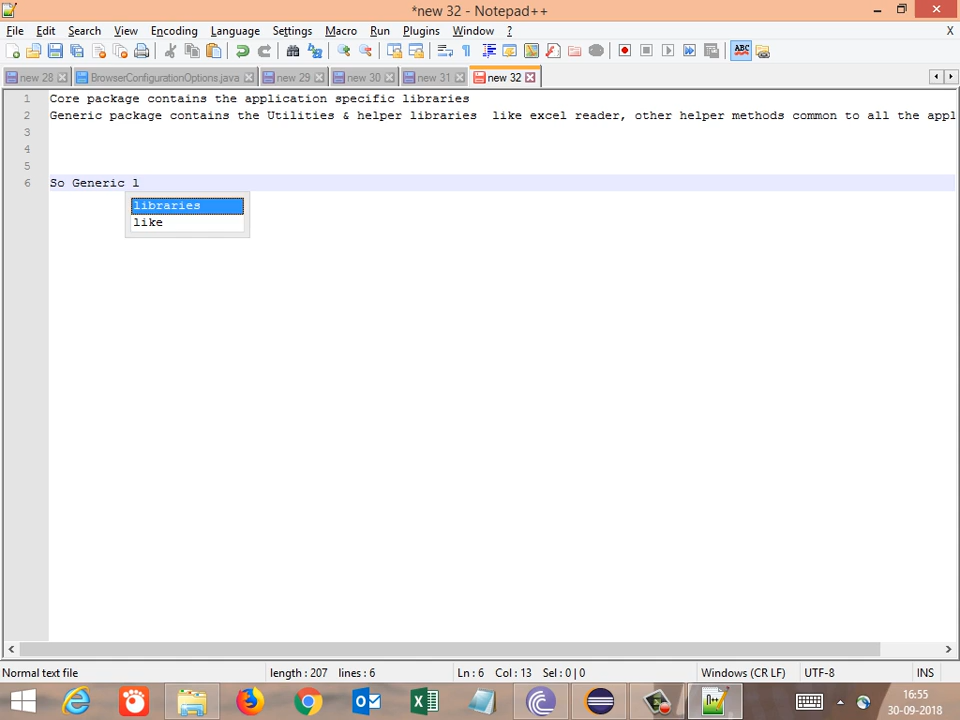 *new 32 - Notepad++
File Edit Search View Encoding Language Settings Macro Run Plugins Window ? X
new 28 BrowserConfigurationOptions.java new 29 new 30 new 31 new 32
1 Core package contains the application specific libraries
2 Generic package contains the Utilities & helper libraries  like excel reader, other helper methods common to all the appl
3
4
5
6 So Generic l
libraries
like
Normal text file length : 207 lines : 6 Ln : 6 Col : 13 Sel : 0 | 0 Windows (CR LF) UTF-8 INS
16:55
30-09-2018